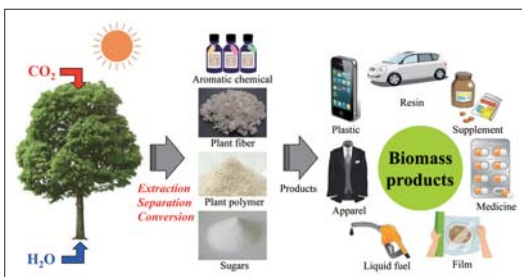 CO2
H2O
Extraction
Separation
Conversion
Aromatic chemical
Plant fiber
Plant polymer
Sugars
Products
Plastic
Resin
Supplement
Apparel
Biomass
products
Medicine
Liquid fuel
Film